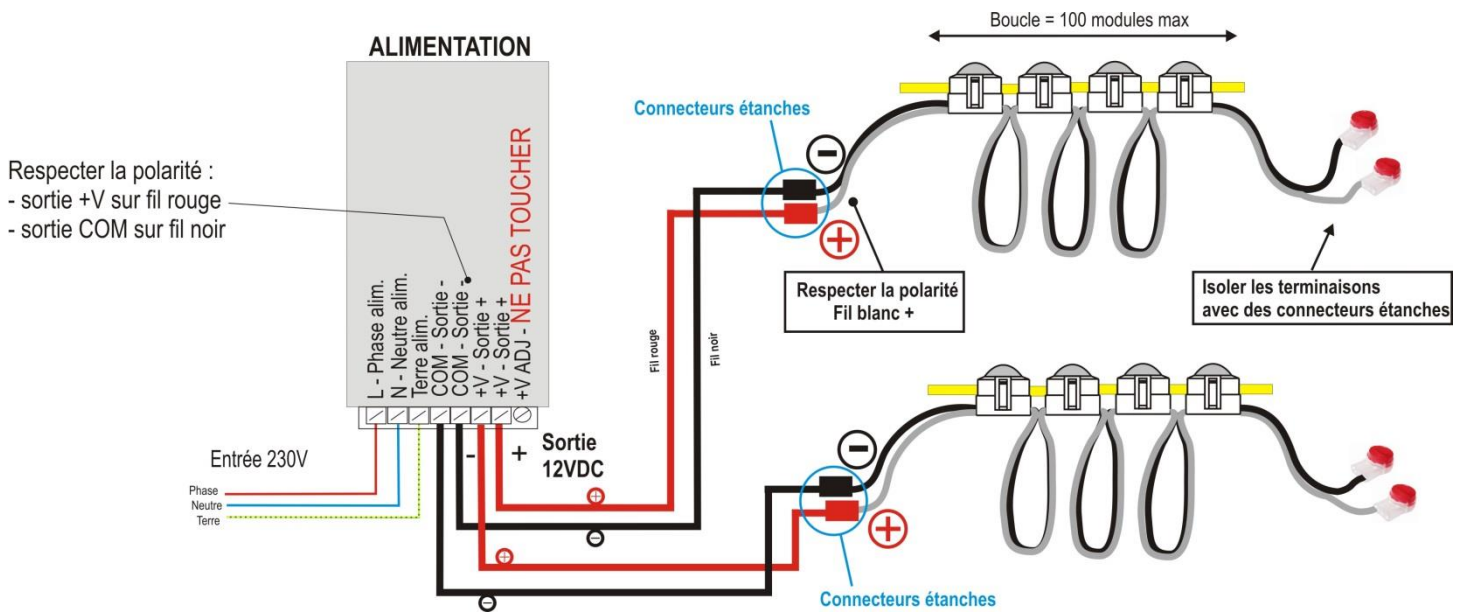 Boucle = 100 modules max
ALIMENTATION
Connecteurs étanches
Respecter la polarité :
- sortie +V sur fil rouge
- sortie COM sur fil noir
L - Phase alim.
N - Neutre alim.
Terre alim.
COM - Sortie -
COM - Sortie -
+V - Sortie +
+V - Sortie +
+V ADJ - NE PAS TOUCHER
-
+
Respecter la polarité
Fil blanc +
Isoler les terminaisons
avec des connecteurs étanches
Fil rouge
Fil noir
- +
Sortie
12VDC
Entrée 230V
Phase
Neutre
Terre
+
-
+
-
-
+
Connecteurs étanches